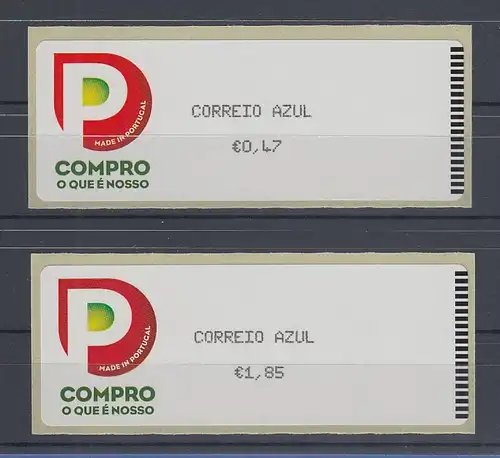 MADE IN PORTUGAL
COMPRO
O QUE É NOSSO
CORREIO AZUL
€0,47
MADE IN PORTUGAL
COMPRO
O QUE É NOSSO
CORREIO AZUL
€1,85